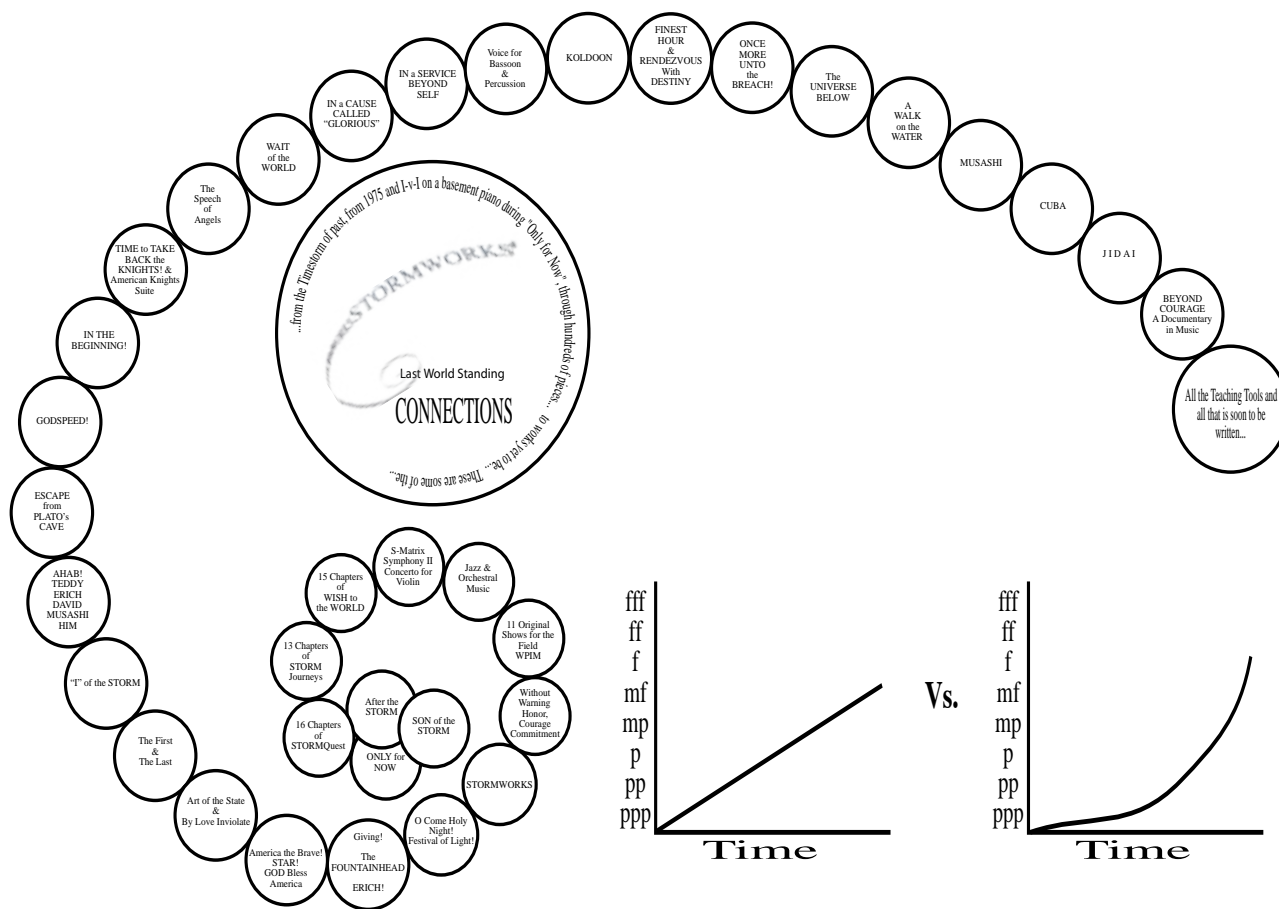 ...from the Timestorm of past, from 1975 and I-v-I on a basement piano during "Only for Now", through hundreds of pieces... to works yet to be... These are some of the...
STORMWORKS
Last World Standing
CONNECTIONS
ONLY for
NOW
After the
STORM
SON of the
STORM
16 Chapters
of
STORMQuest
13 Chapters
of
STORM
Journeys
15 Chapters
of
WISH to
the WORLD
S-Matrix
Symphony II
Concerto for
Violin
Jazz &
Orchestral
Music
11 Original
Shows for the
Field
WPIM
Without
Warning
Honor,
Courage
Commitment
STORMWORKS
O Come Holy
Night!
Festival of Light!
Giving!
The
FOUNTAINHEAD
ERICH!
America the Brave!
STAR!
GOD Bless
America
Art of the State
&
By Love Inviolate
The First
&
The Last
"I" of the STORM
AHAB!
TEDDY
ERICH
DAVID
MUSASHI
HIM
ESCAPE
from
PLATO's
CAVE
GODSPEED!
IN THE
BEGINNING!
TIME to TAKE
BACK the
KNIGHTS! &
American Knights
Suite
The
Speech
of
Angels
WAIT
of the
WORLD
IN a CAUSE
CALLED
"GLORIOUS"
IN a SERVICE
BEYOND
SELF
Voice for
Bassoon
&
Percussion
KOLDOON
FINEST
HOUR
&
RENDEZVOUS
With
DESTINY
ONCE
MORE
UNTO
the
BREACH!
The
UNIVERSE
BELOW
A
WALK
on the
WATER
MUSASHI
CUBA
J I D A I
BEYOND
COURAGE
A Documentary
in Music
All the Teaching Tools and
all that is soon to be
written...
fff
ff
f
mf
mp
p
pp
ppp
Time
Vs.
fff
ff
f
mf
mp
p
pp
ppp
Time